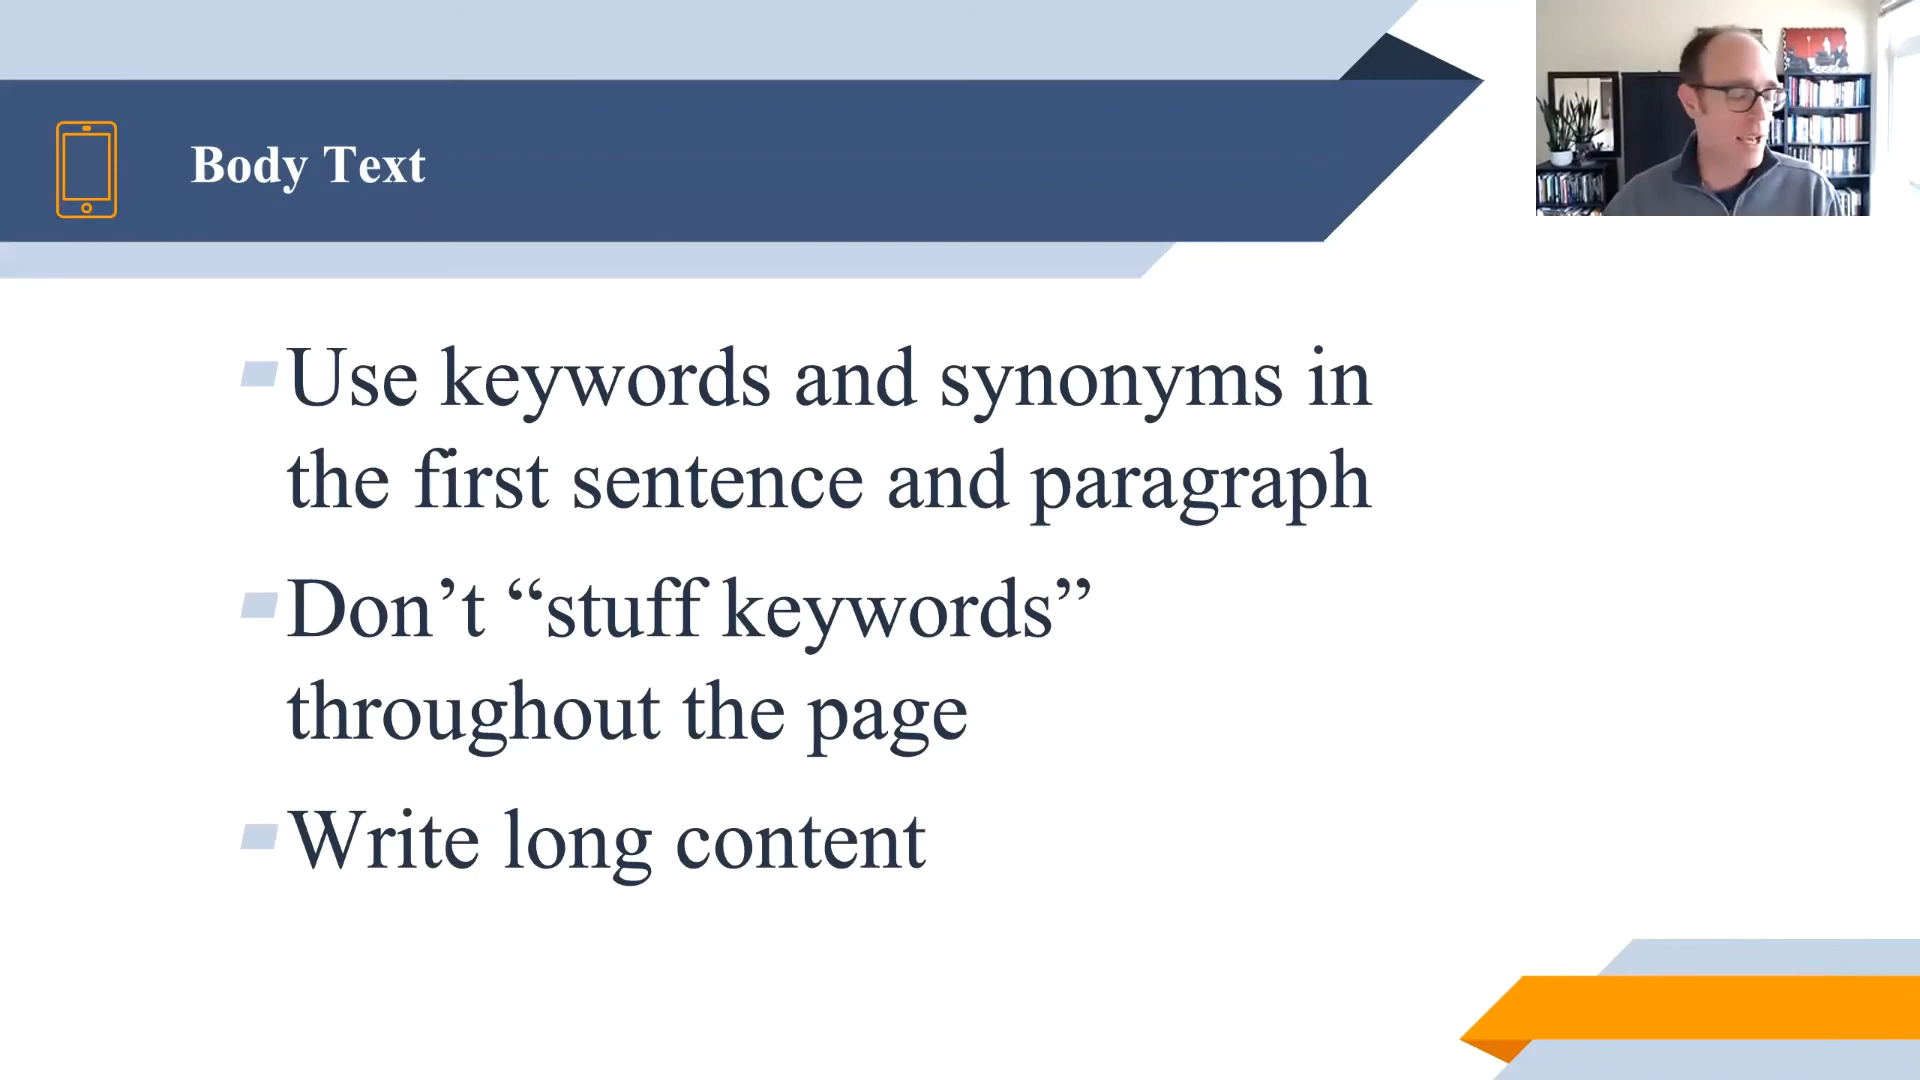 Body Text
Use keywords and synonyms in
the first sentence and paragraph
Don’t “stuff keywords”
throughout the page
Write long content